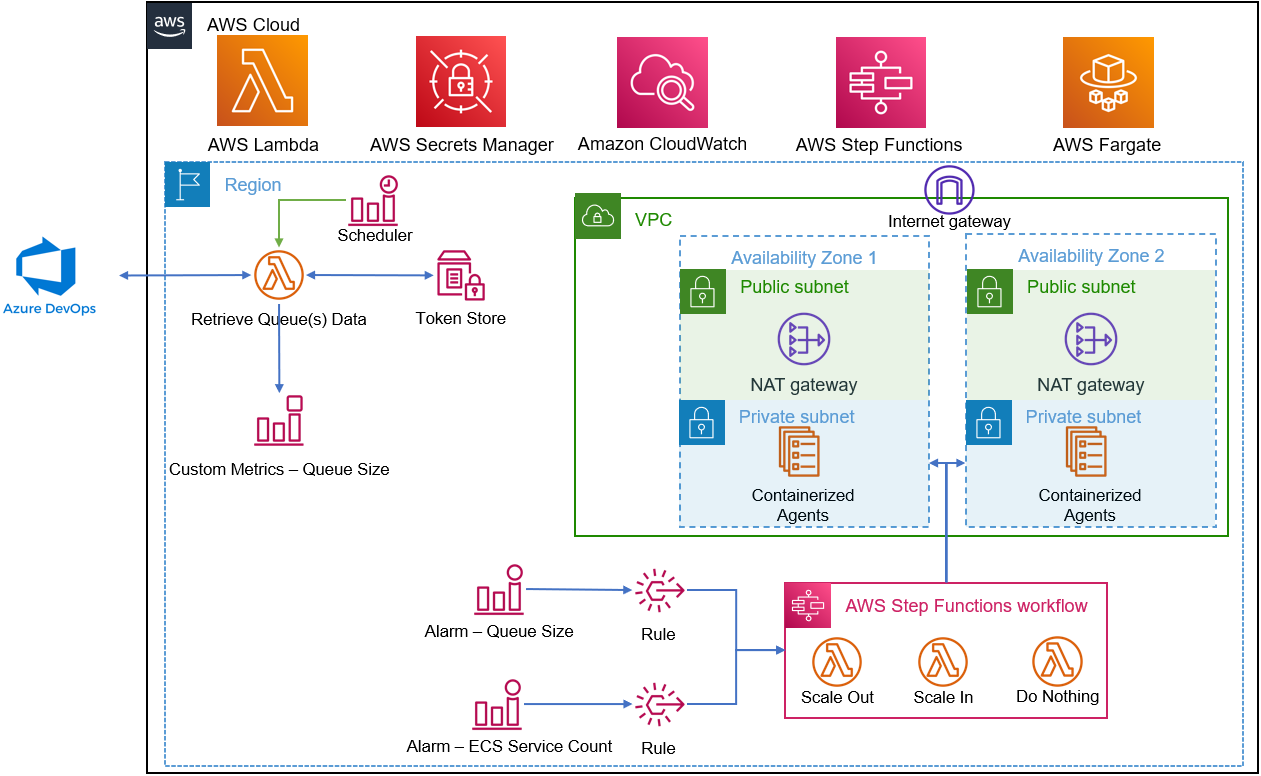 aws
AWS Cloud
AWS Lambda
AWS Secrets Manager
Amazon CloudWatch
AWS Step Functions
AWS Fargate
Region
Scheduler
Azure DevOps
Retrieve Queue(s) Data
Token Store
Custom Metrics – Queue Size
Internet gateway
VPC
Availability Zone 1
Public subnet
NAT gateway
Private subnet
Containerized
Agents
Availability Zone 2
Public subnet
NAT gateway
Private subnet
Containerized
Agents
Alarm – Queue Size
Rule
Alarm – ECS Service Count
Rule
AWS Step Functions workflow
Scale Out
Scale In
Do Nothing